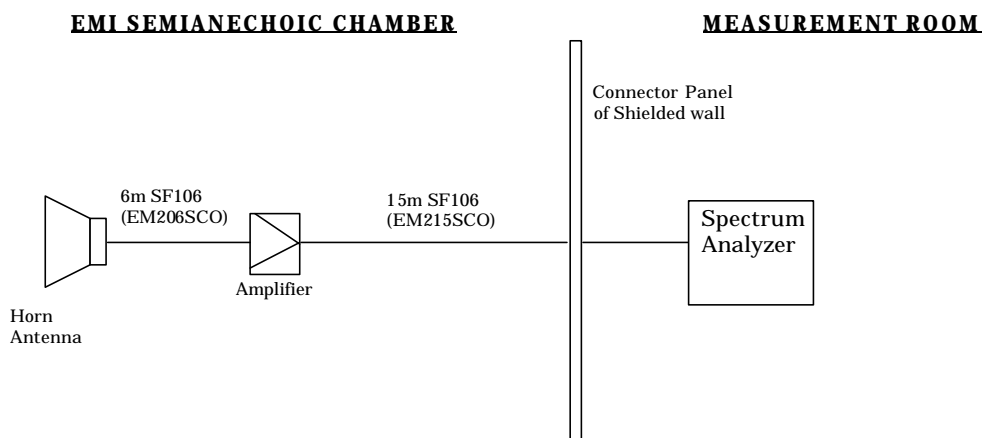 EMI SEMIANECHOIC CHAMBER
MEASUREMENT ROOM
Connector Panel
of Shielded wall
6m SF106
(EM206SCO)
15m SF106
(EM215SCO)
Spectrum
Analyzer
Amplifier
Horn
Antenna